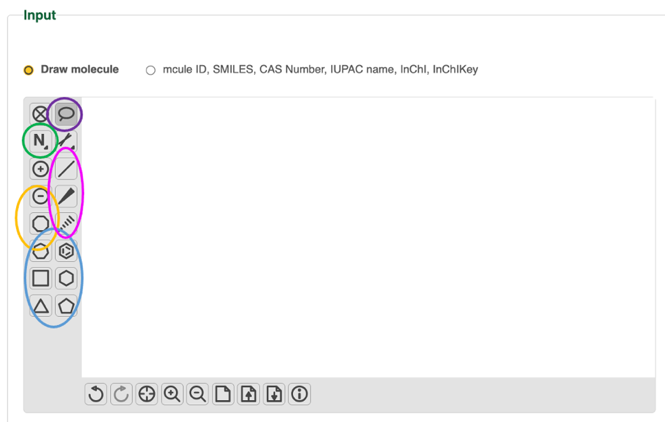 Input
Draw molecule
mcule ID, SMILES, CAS Number, IUPAC name, InChI, InChIKey
N